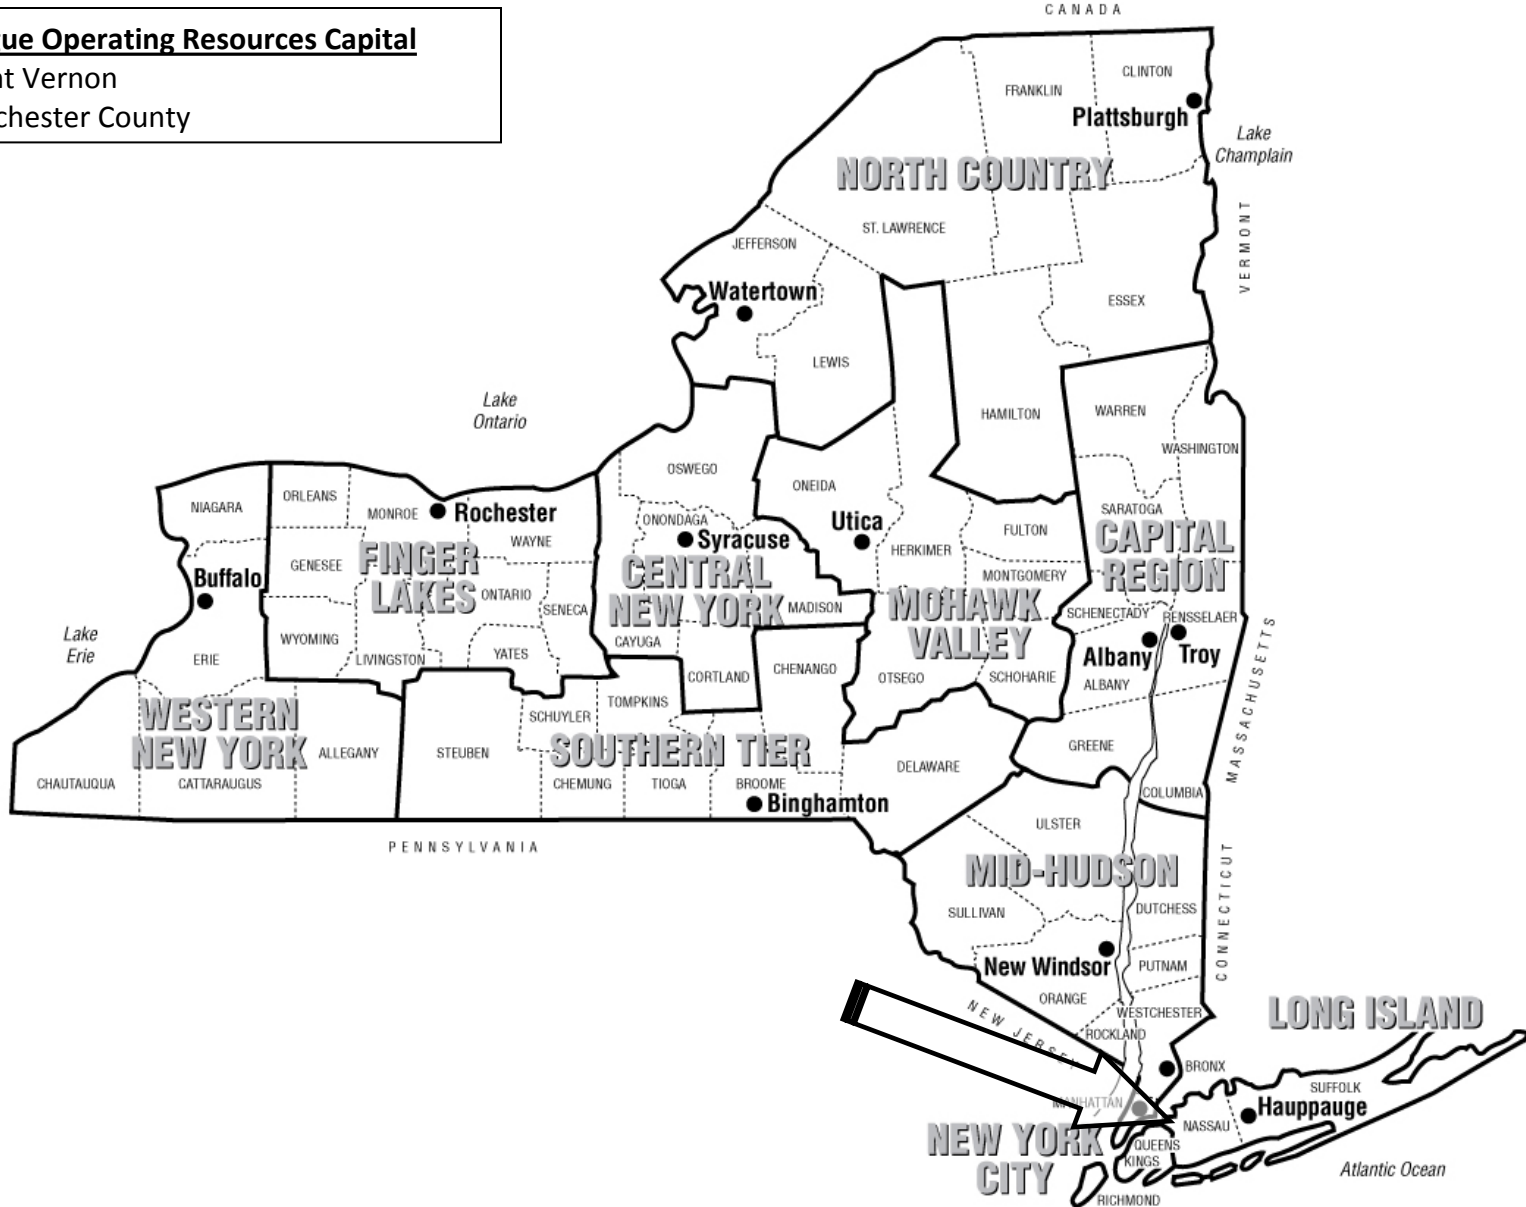 gue Operating Resources Capital
nt Vernon
chester County
CANADA
CLINTON
FRANKLIN
Plattsburgh
Lake
Champlain
NORTH COUNTRY
VERMONT
ST. LAWRENCE
JEFFERSON
Watertown
ESSEX
LEWIS
Lake
Ontario
HAMILTON
WARREN
WASHINGTON
OSWEGO
ONEIDA
NIAGARA
ORLEANS
MONROE
Rochester
ONONDAGA
Syracuse
Utica
SARATOGA
FULTON
CAPITAL
REGION
WAYNE
HERKIMER
GENESEE
FINGER
LAKES
Buffalo
CENTRAL
NEW YORK
MONTGOMERY
ONTARIO
SENECA
MADISON
MOHAWK
VALLEY
SCHENECTADY
RENSSELAER
Lake
Erie
WYOMING
CAYUGA
Albany
Troy
ERIE
LIVINGSTON
YATES
CORTLAND
CHENANGO
OTSEGO
SCHOHARIE
ALBANY
MASSACHUSETTS
WESTERN
NEW YORK
TOMPKINS
SCHUYLER
ALLEGANY
STEUBEN
SOUTHERN TIER
GREENE
DELAWARE
CHAUTAUQUA
CATTARAUGUS
CHEMUNG
TIOGA
BROOME
Binghamton
COLUMBIA
PENNSYLVANIA
ULSTER
MID-HUDSON
CONNECTICUT
SULLIVAN
DUTCHESS
New Windsor
PUTNAM
ORANGE
WESTCHESTER
LONG ISLAND
NEW JERSEY
ROCKLAND
BRONX
SUFFOLK
MANHATTAN
Hauppauge
NASSAU
NEW YORK
CITY
QUEENS
KINGS
Atlantic Ocean
RICHMOND